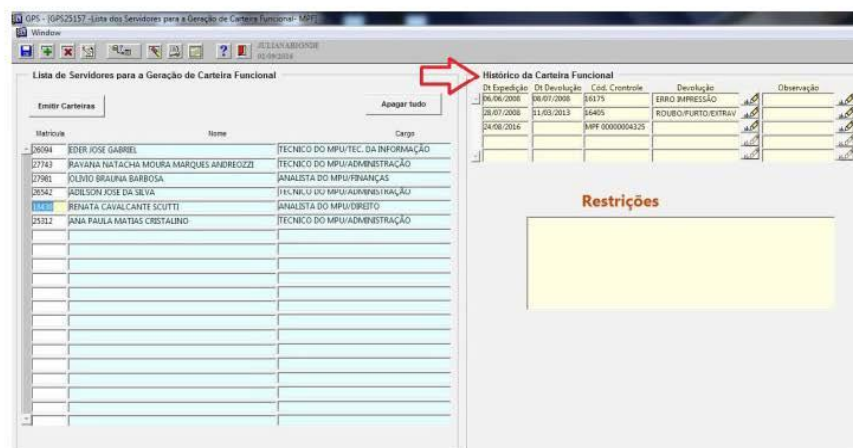 GPS - [GPS25157 -Lista dos Servidores para a Geração de Carteira Funcional- MPF]
Window
JULIANABIONDE
Lista de Servidores para a Geração de Carteira Funcional
Emitir Carteiras
Apagar tudo
Matrícula Nome Cargo
26094 EDER JOSE GABRIEL TECNICO DO MPU/TEC. DA INFORMAÇÃO
27743 RAYANA NATACHA MOURA MARQUES ANDREOZZI TECNICO DO MPU/ADMINISTRAÇÃO
27981 OLIVIO BRAUNA BARBOSA ANALISTA DO MPU/FINANÇAS
26542 ADILSON JOSE DA SILVA TECNICO DO MPU/ADMINISTRAÇÃO
RENATA CAVALCANTE SCUTTI ANALISTA DO MPU/DIREITO
25312 ANA PAULA MATIAS CRISTALINO TECNICO DO MPU/ADMINISTRAÇÃO
Histórico da Carteira Funcional
Dt Expedição Dt Devolução Cód. Crontrole Devolução Observação
06/06/2008 08/07/2008 16175 ERRO IMPRESSÃO
28/07/2008 11/03/2013 16405 ROUBO/FURTO/EXTRAV
24/08/2016 MPF 00000004325
Restrições